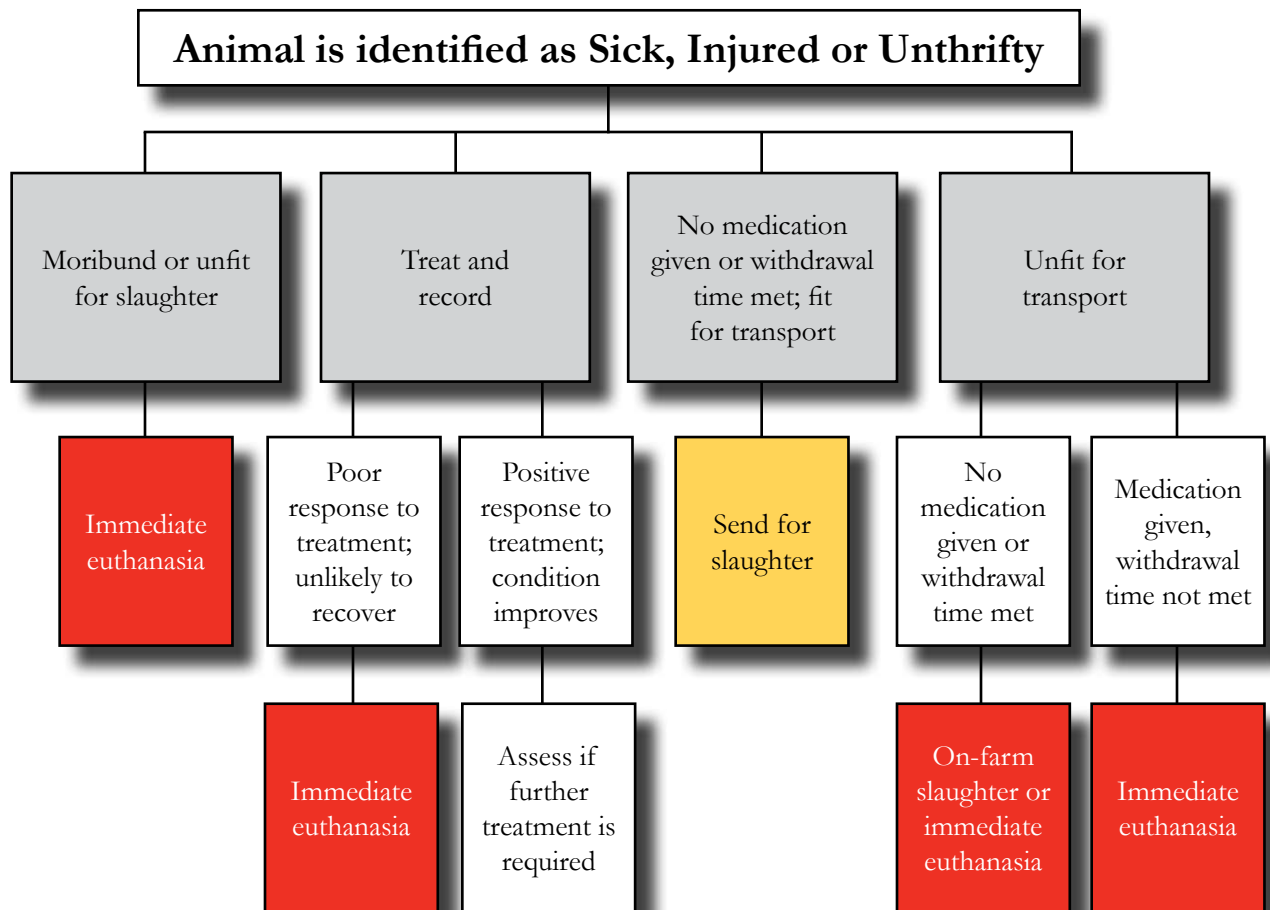 Animal is identified as Sick, Injured or Unthrifty
Moribund or unfit
for slaughter
Treat and
record
No medication
given or withdrawal
time met; fit
for transport
Unfit for
transport
Immediate
euthanasia
Poor
response to
treatment;
unlikely to
recover
Positive
response to
treatment;
condition
improves
Send for
slaughter
No
medication
given or
withdrawal
time met
Medication
given,
withdrawal
time not met
Immediate
euthanasia
Assess if
further
treatment is
required
On-farm
slaughter or
immediate
euthanasia
Immediate
euthanasia